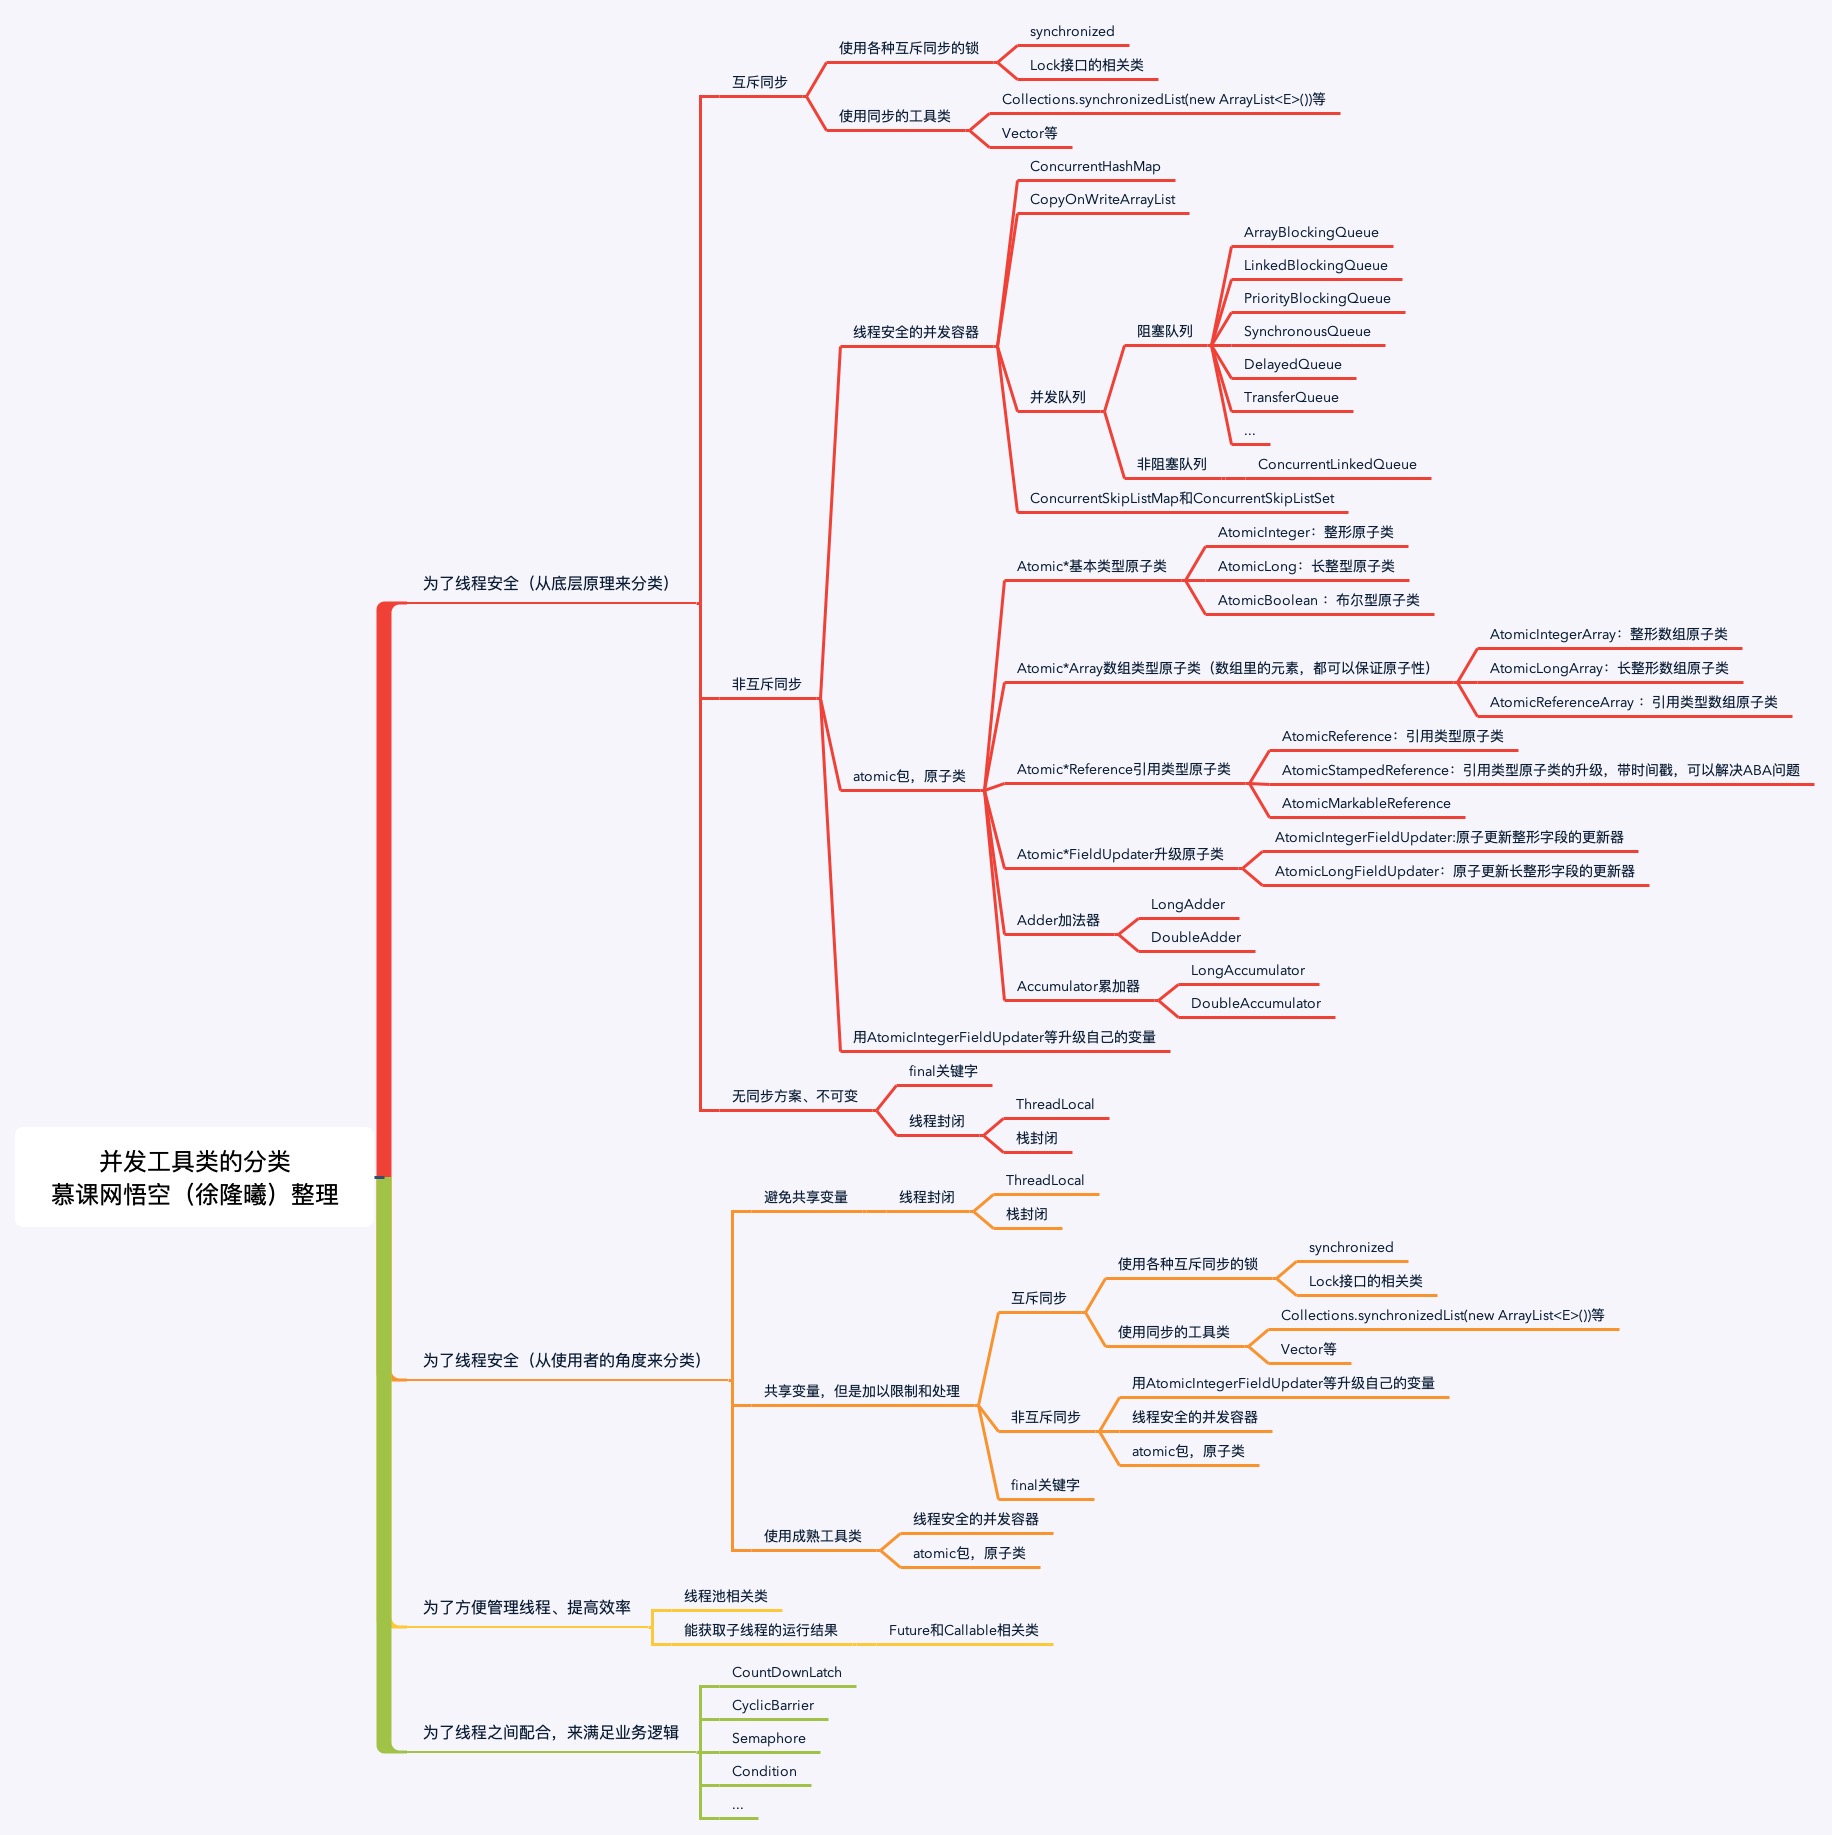 并发工具类的分类
慕课网悟空（徐隆曦）整理
为了线程安全（从底层原理来分类）
互斥同步
使用各种互斥同步的锁
synchronized
Lock接口的相关类
使用同步的工具类
Collections.synchronizedList(new ArrayList<E>())等
Vector等
非互斥同步
线程安全的并发容器
ConcurrentHashMap
CopyOnWriteArrayList
并发队列
阻塞队列
ArrayBlockingQueue
LinkedBlockingQueue
PriorityBlockingQueue
SynchronousQueue
DelayedQueue
TransferQueue
...
非阻塞队列
ConcurrentLinkedQueue
ConcurrentSkipListMap和ConcurrentSkipListSet
atomic包，原子类
Atomic*基本类型原子类
AtomicInteger：整形原子类
AtomicLong：长整型原子类
AtomicBoolean ：布尔型原子类
Atomic*Array数组类型原子类（数组里的元素，都可以保证原子性）
AtomicIntegerArray：整形数组原子类
AtomicLongArray：长整形数组原子类
AtomicReferenceArray ：引用类型数组原子类
Atomic*Reference引用类型原子类
AtomicReference：引用类型原子类
AtomicStampedReference：引用类型原子类的升级，带时间戳，可以解决ABA问题
AtomicMarkableReference
Atomic*FieldUpdater升级原子类
AtomicIntegerFieldUpdater:原子更新整形字段的更新器
AtomicLongFieldUpdater：原子更新长整形字段的更新器
Adder加法器
LongAdder
DoubleAdder
Accumulator累加器
LongAccumulator
DoubleAccumulator
用AtomicIntegerFieldUpdater等升级自己的变量
无同步方案、不可变
final关键字
线程封闭
ThreadLocal
栈封闭
为了线程安全（从使用者的角度来分类）
避免共享变量
线程封闭
ThreadLocal
栈封闭
共享变量，但是加以限制和处理
互斥同步
使用各种互斥同步的锁
synchronized
Lock接口的相关类
使用同步的工具类
Collections.synchronizedList(new ArrayList<E>())等
Vector等
非互斥同步
用AtomicIntegerFieldUpdater等升级自己的变量
线程安全的并发容器
atomic包，原子类
final关键字
使用成熟工具类
线程安全的并发容器
atomic包，原子类
为了方便管理线程、提高效率
线程池相关类
能获取子线程的运行结果
Future和Callable相关类
为了线程之间配合，来满足业务逻辑
CountDownLatch
CyclicBarrier
Semaphore
Condition
...